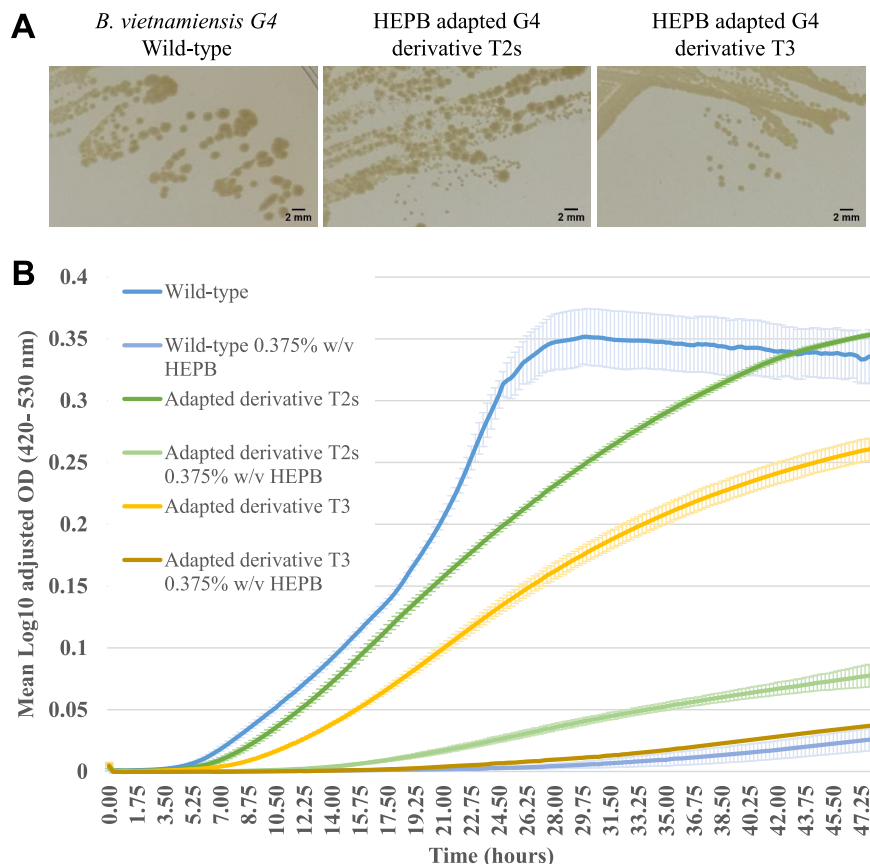 A
B. vietnamiensis G4
Wild-type
HEPB adapted G4
derivative T2s
HEPB adapted G4
derivative T3
2 mm
2 mm
2 mm
B
Mean Log10 adjusted OD (420- 530 nm)
0.4
0.35
0.3
0.25
0.2
0.15
0.1
0.05
0
Wild-type
Wild-type 0.375% w/v
HEPB
Adapted derivative T2s
Adapted derivative T2s
0.375% w/v HEPB
Adapted derivative T3
Adapted derivative T3
0.375% w/v HEPB
0.00
1.75
3.50
5.25
7.00
8.75
10.50
12.25
14.00
15.75
17.50
19.25
21.00
22.75
24.50
26.25
28.00
29.75
31.50
33.25
35.00
36.75
38.50
40.25
42.00
43.75
45.50
47.25
Time (hours)